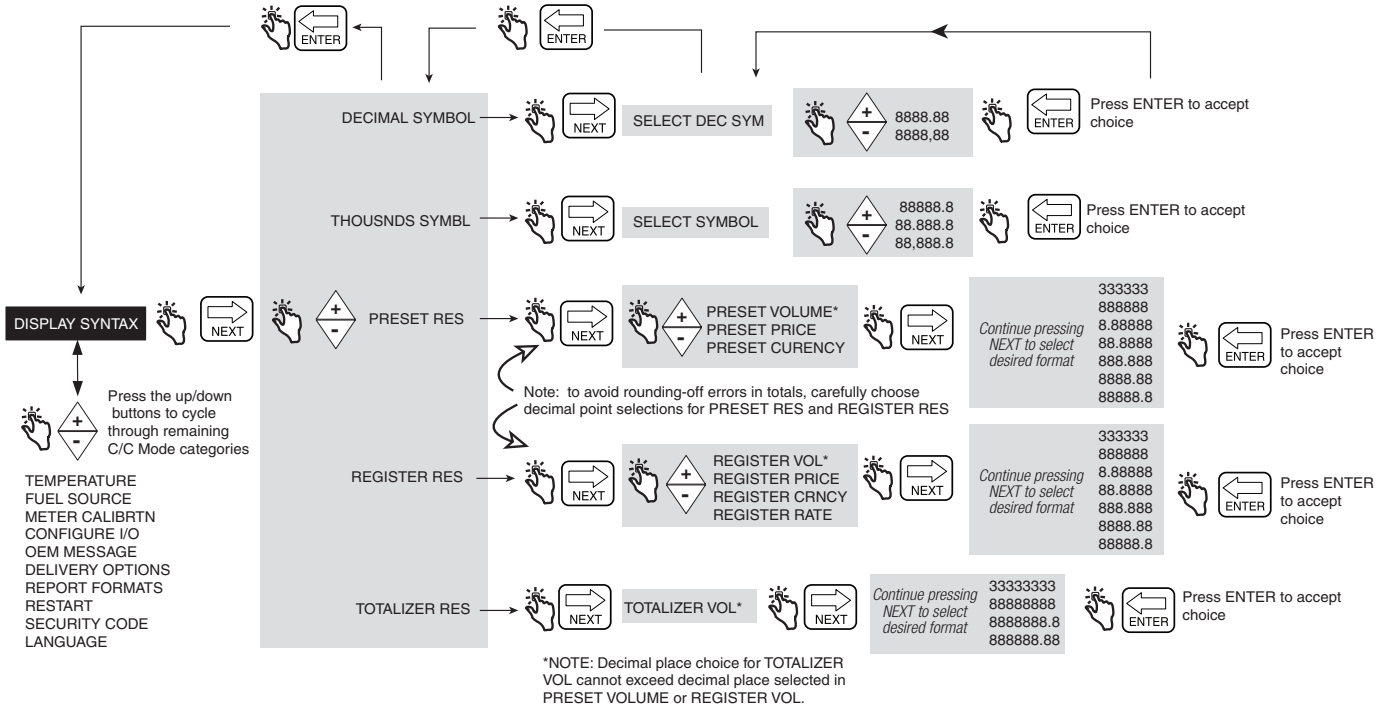 ENTER
ENTER
DECIMAL SYMBOL
NEXT
SELECT DEC SYM
+
-
8888.88
8888,88
ENTER
Press ENTER to accept
choice
THOUSNDS SYMBL
NEXT
SELECT SYMBOL
+
-
88888.8
88.888.8
88,888.8
ENTER
Press ENTER to accept
choice
DISPLAY SYNTAX
NEXT
+
-
PRESET RES
NEXT
+
-
PRESET VOLUME*
PRESET PRICE
PRESET CURENCY
NEXT
Continue pressing
NEXT to select
desired format
333333
888888
8.88888
88.8888
888.888
8888.88
88888.8
ENTER
Press ENTER
to accept
choice
Note: to avoid rounding-off errors in totals, carefully choose
decimal point selections for PRESET RES and REGISTER RES
+
-
Press the up/down
buttons to cycle
through remaining
C/C Mode categories
TEMPERATURE
FUEL SOURCE
METER CALIBRTN
CONFIGURE I/O
OEM MESSAGE
DELIVERY OPTIONS
REPORT FORMATS
RESTART
SECURITY CODE
LANGUAGE
REGISTER RES
NEXT
+
-
REGISTER VOL*
REGISTER PRICE
REGISTER CRNCY
REGISTER RATE
NEXT
Continue pressing
NEXT to select
desired format
333333
888888
8.88888
88.8888
888.888
8888.88
88888.8
ENTER
Press ENTER
to accept
choice
TOTALIZER RES
NEXT
TOTALIZER VOL*
NEXT
Continue pressing
NEXT to select
desired format
33333333
88888888
8888888.8
888888.88
ENTER
Press ENTER to accept
choice
*NOTE: Decimal place choice for TOTALIZER
VOL cannot exceed decimal place selected in
PRESET VOLUME or REGISTER VOL.